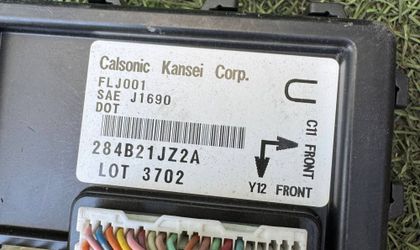 Calsonic Kansei Corp.
FLJ001
SAE J1690
DOT
284B21JZ2A
LOT 3702
U
C11 FRONT
Y12 FRONT